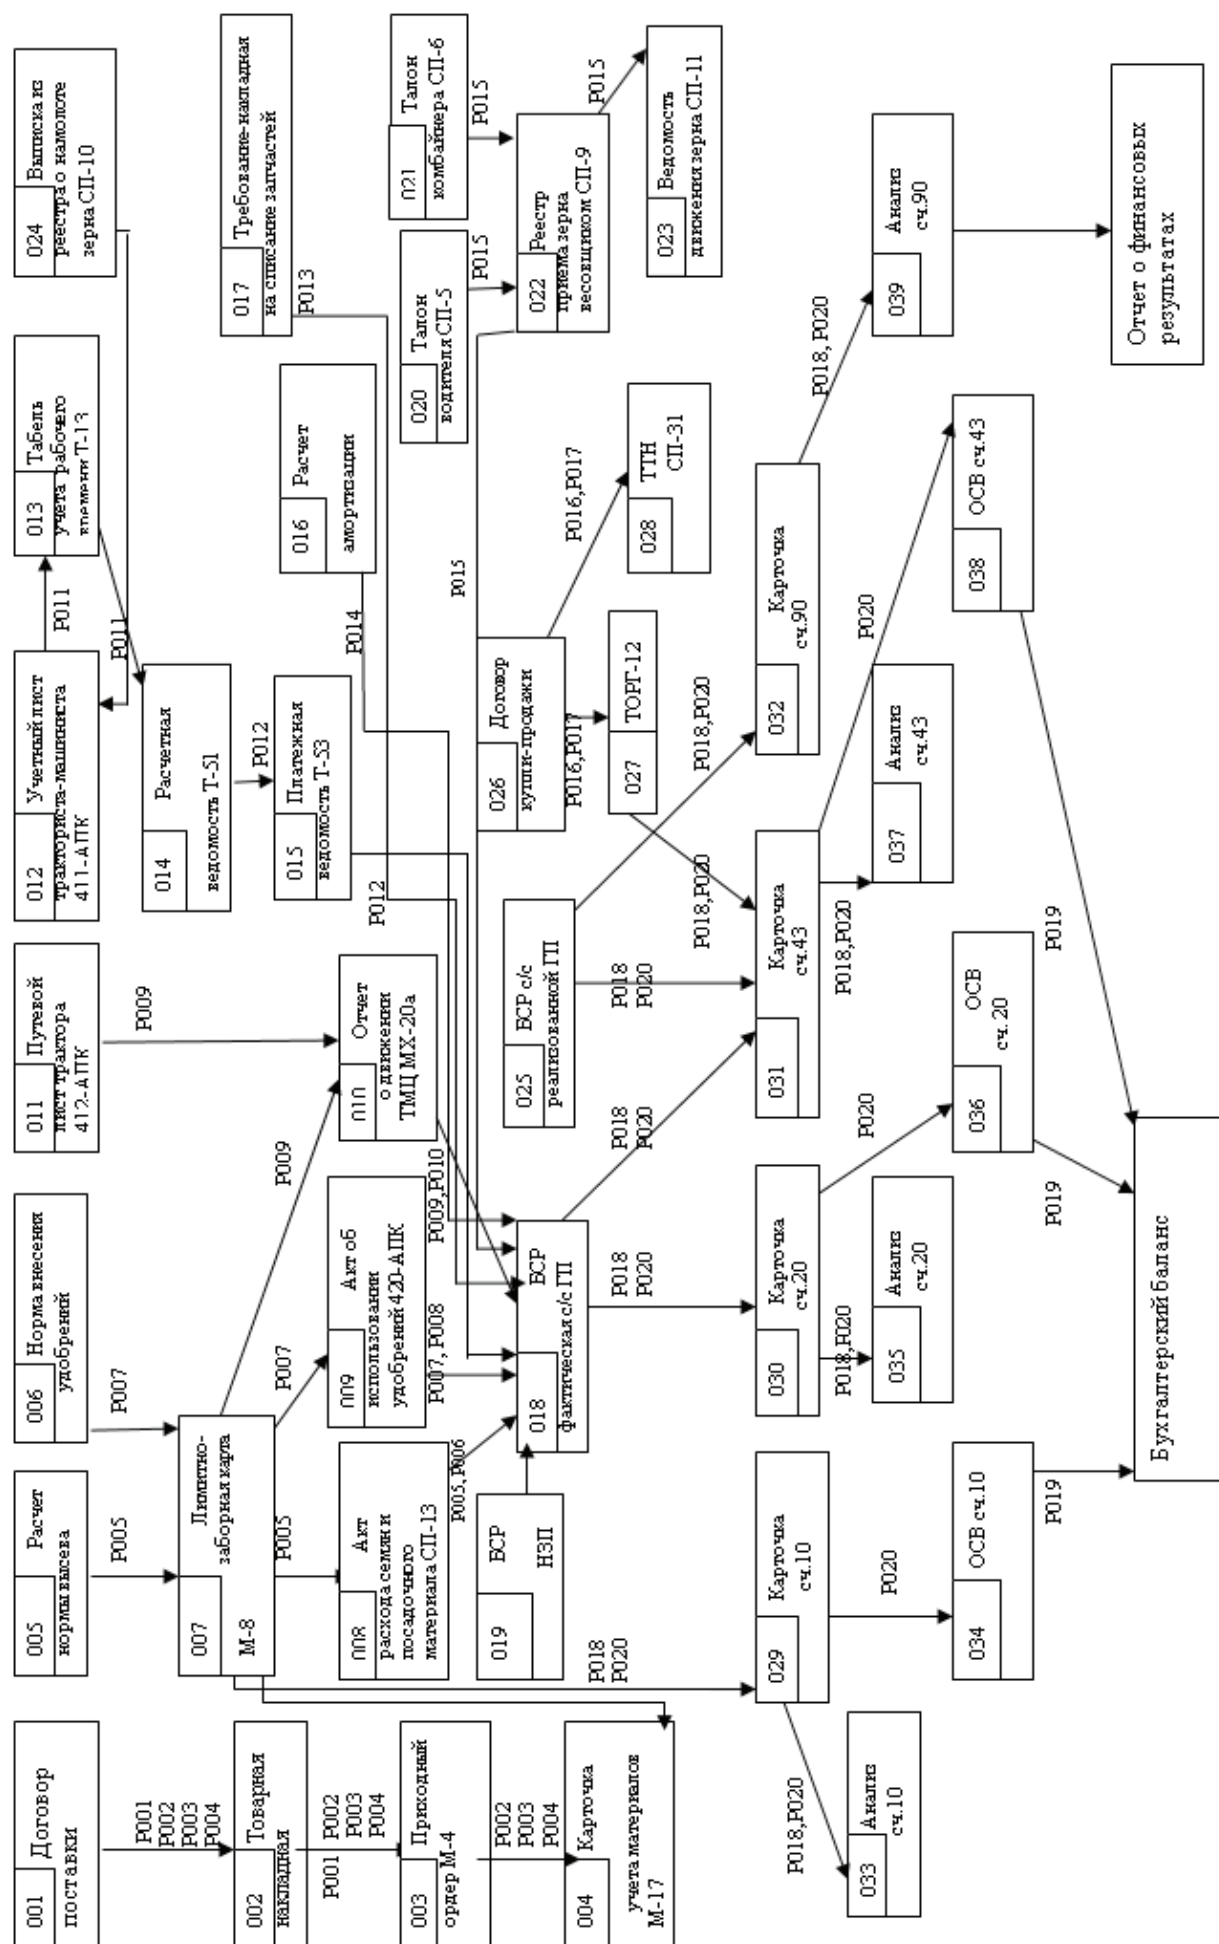 001
Договор
поставки
P001
P002
P003
P004
002
Товарная
накладная
P001
P002
P003
P004
003
Приходный
ордер М-4
P002
P003
P004
004
Карточка
учета материалов
М-17
005
Расчет
нормы высева
P005
006
Норма внесения
удобрений
P007
007
Лимитно-
заборная карта
М-8
P005
P007
P009
008
Акт
расхода семян и
посадочного
материала СП-13
P005, P006
009
Акт об
использовании
удобрений 420-АПК
P007, P008
010
Отчет
о движении
ТМЦ МХ-20а
P009,P010
011
Путевой
лист трактора
412-АПК
P009
012
Учетный лист
тракториста-машиниста
411-АПК
P011
P011
013
Табель
учета рабочего
времени Т-13
024
Выписка из
реестра о намолоте
зерна СП-10
014
Расчетная
ведомость Т-51
P012
015
Платежная
ведомость Т-53
P012
016
Расчет
амортизации
P014
017
Требование-накладная
на списание запчастей
P013
020
Талон
водителя СП-5
P015
021
Талон
комбайнера СП-6
P015
022
Реестр
приема зерна
весовщиком СП-9
P015
P015
023
Ведомость
движения зерна СП-11
019
ВСР
НЗП
018
ВСР
фактическая с/с ГП
P018
P020
P018
P020
025
ВСР с/с
реализованной ГП
P018
P020
P018,P020
026
Договор
купли-продажи
P016,P017
P016,P017
027
ТОРГ-12
P018,P020
028
ТТН
СП-31
P018
P020
029
Карточка
сч.10
P018,P020
P020
030
Карточка
сч.20
P018,P020
P020
031
Карточка
сч.43
P018,P020
P020
032
Карточка
сч.90
P018, P020
033
Анализ
сч.10
034
ОСВ сч.10
P019
035
Анализ
сч.20
036
ОСВ
сч.20
P019
037
Анализ
сч.43
038
ОСВ сч.43
P019
039
Анализ
сч.90
Бухгалтерский баланс
Отчет о финансовых
результатах